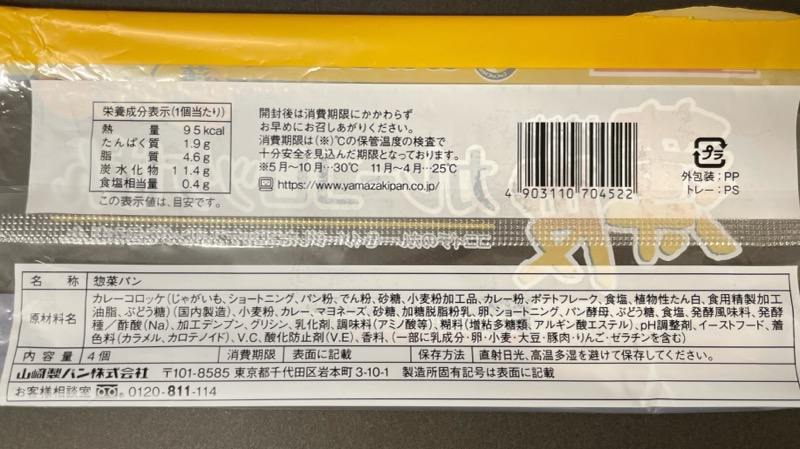 栄養成分表示(1個当たり)
熱量 95kcal
たんぱく質 1.9g
脂質 4.6g
炭水化物 11.4g
食塩相当量 0.4g
この表示値は、目安です。
開封後は消費期限にかかわらず
お早めにお召しあがりください。
消費期限は(※)℃の保管温度の検査で
十分安全を見込んだ期限となっております。
※5月〜10月…30℃ 11月〜4月…25℃
https://www.yamazakipan.co.jp/
4 903110 704522
プラ
外包装:PP
トレー:PS
名称 惣菜パン
原材料名 カレーコロッケ(じゃがいも、ショートニング、パン粉、でん粉、砂糖、小麦粉加工品、カレー粉、ポテトフレーク、食塩、植物性たん白、食用精製加工
油脂、ぶどう糖)(国内製造)、小麦粉、カレー、マヨネーズ、砂糖、加糖脱脂粉乳、卵、ショートニング、パン酵母、ぶどう糖、食塩、発酵風味料、発酵
種／酢酸(Na)、加工デンプン、グリシン、乳化剤、調味料(アミノ酸等)、糊料(増粘多糖類、アルギン酸エステル)、pH調整剤、イーストフード、着
色料(カラメル、カロテノイド)、V.C、酸化防止剤(V.E)、香料、(一部に乳成分・卵・小麦・大豆・豚肉・りんご・ゼラチンを含む)
内容量 4個 消費期限 表面に記載 保存方法 直射日光、高温多湿を避けて保存してください。
山崎製パン株式会社 〒101-8585 東京都千代田区岩本町3-10-1 製造所固有記号は表面に記載
お客様相談室 0120-811-114